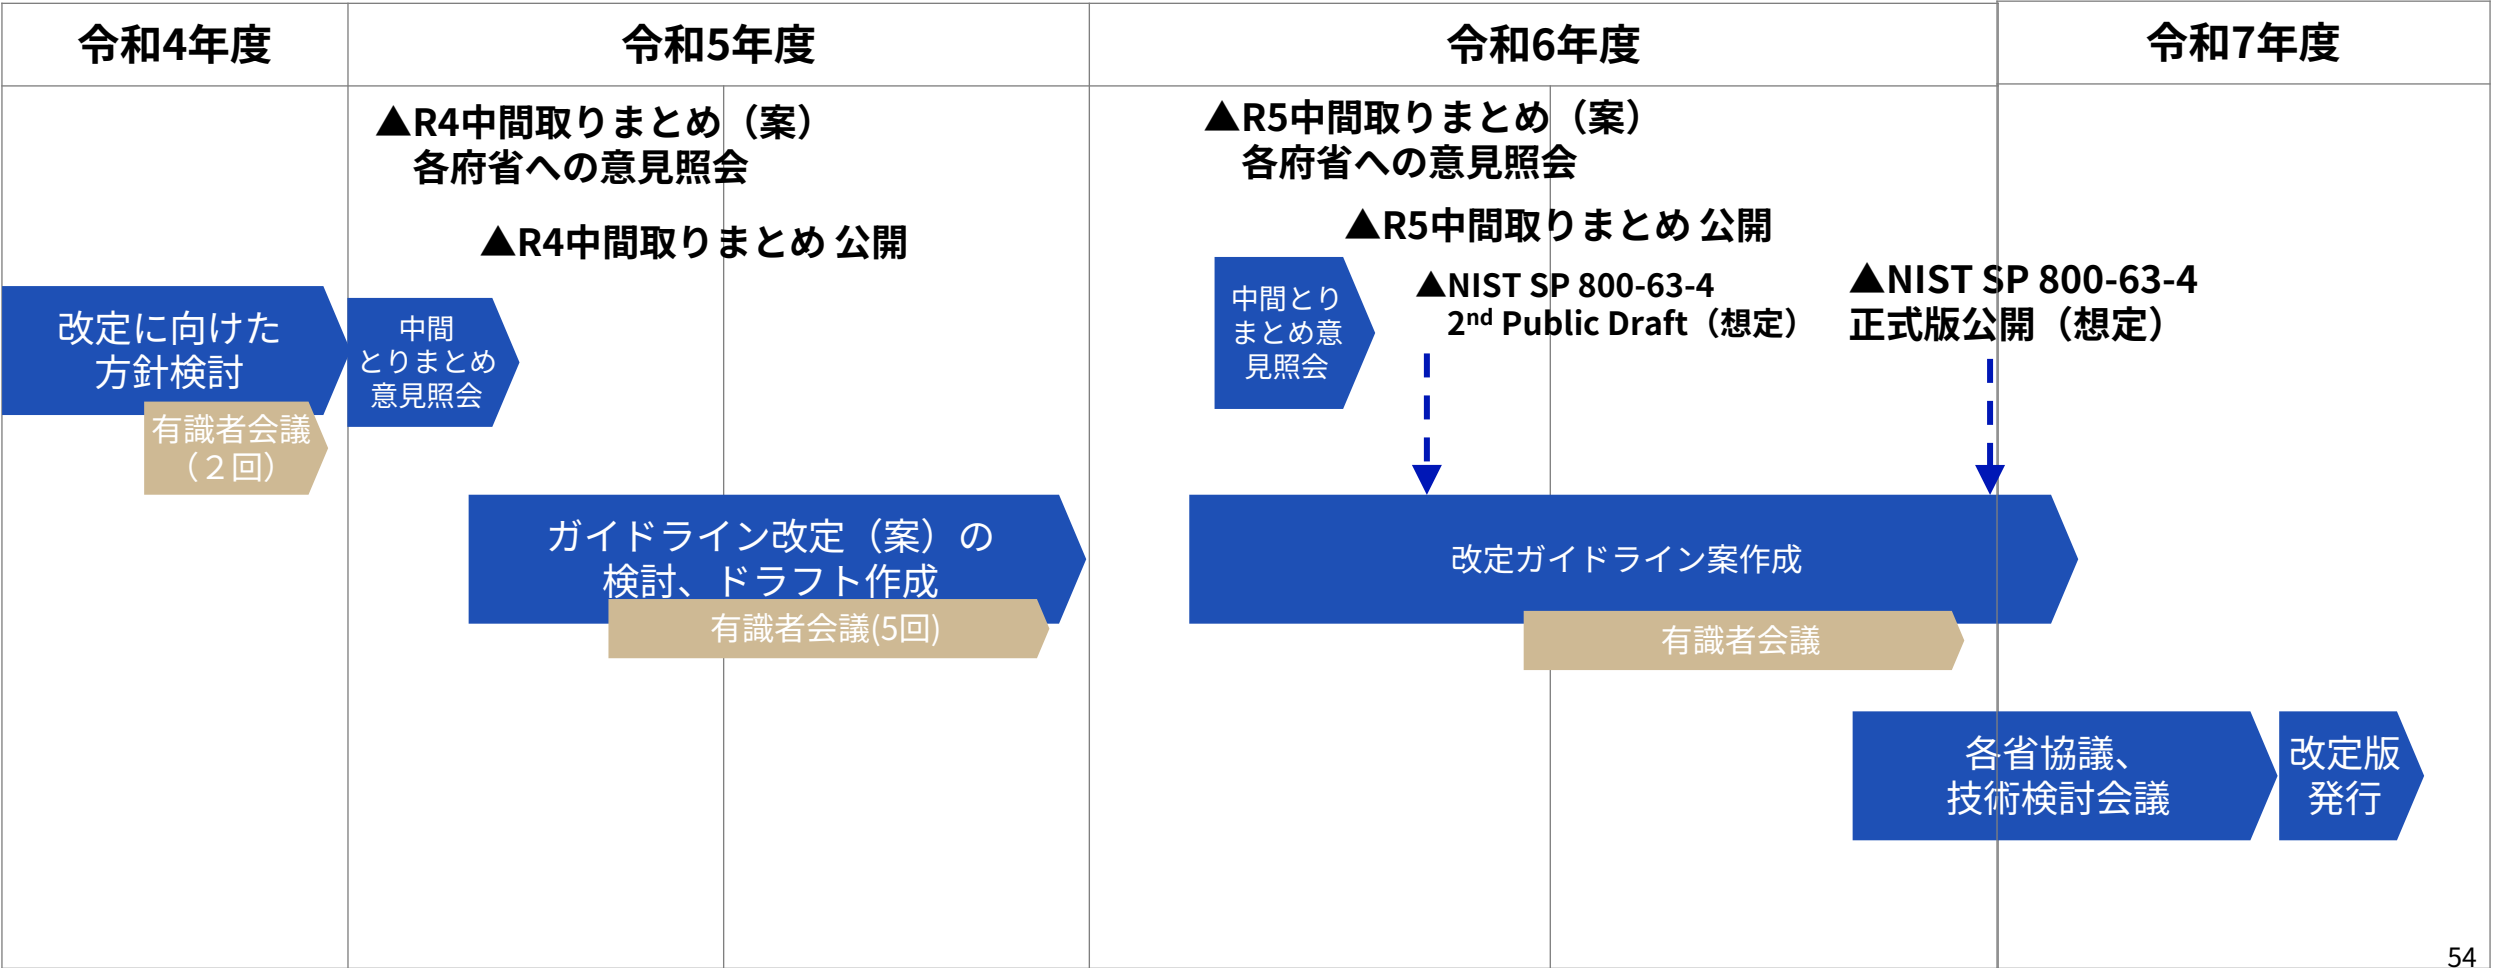 令和4年度
令和5年度
令和6年度
令和7年度
▲R4中間取りまとめ（案）
各府省への意見照会
▲R4中間取りまとめ 公開
▲R5中間取りまとめ（案）
各府省への意見照会
▲R5中間取りまとめ 公開
▲NIST SP 800-63-4
2nd Public Draft（想定）
▲NIST SP 800-63-4
正式版公開（想定）
改定に向けた
方針検討
有識者会議
（２回）
中間
とりまとめ
意見照会
中間とり
まとめ意
見照会
ガイドライン改定（案）の
検討、ドラフト作成
有識者会議(5回)
改定ガイドライン案作成
有識者会議
各省協議、
技術検討会議
改定版
発行
54